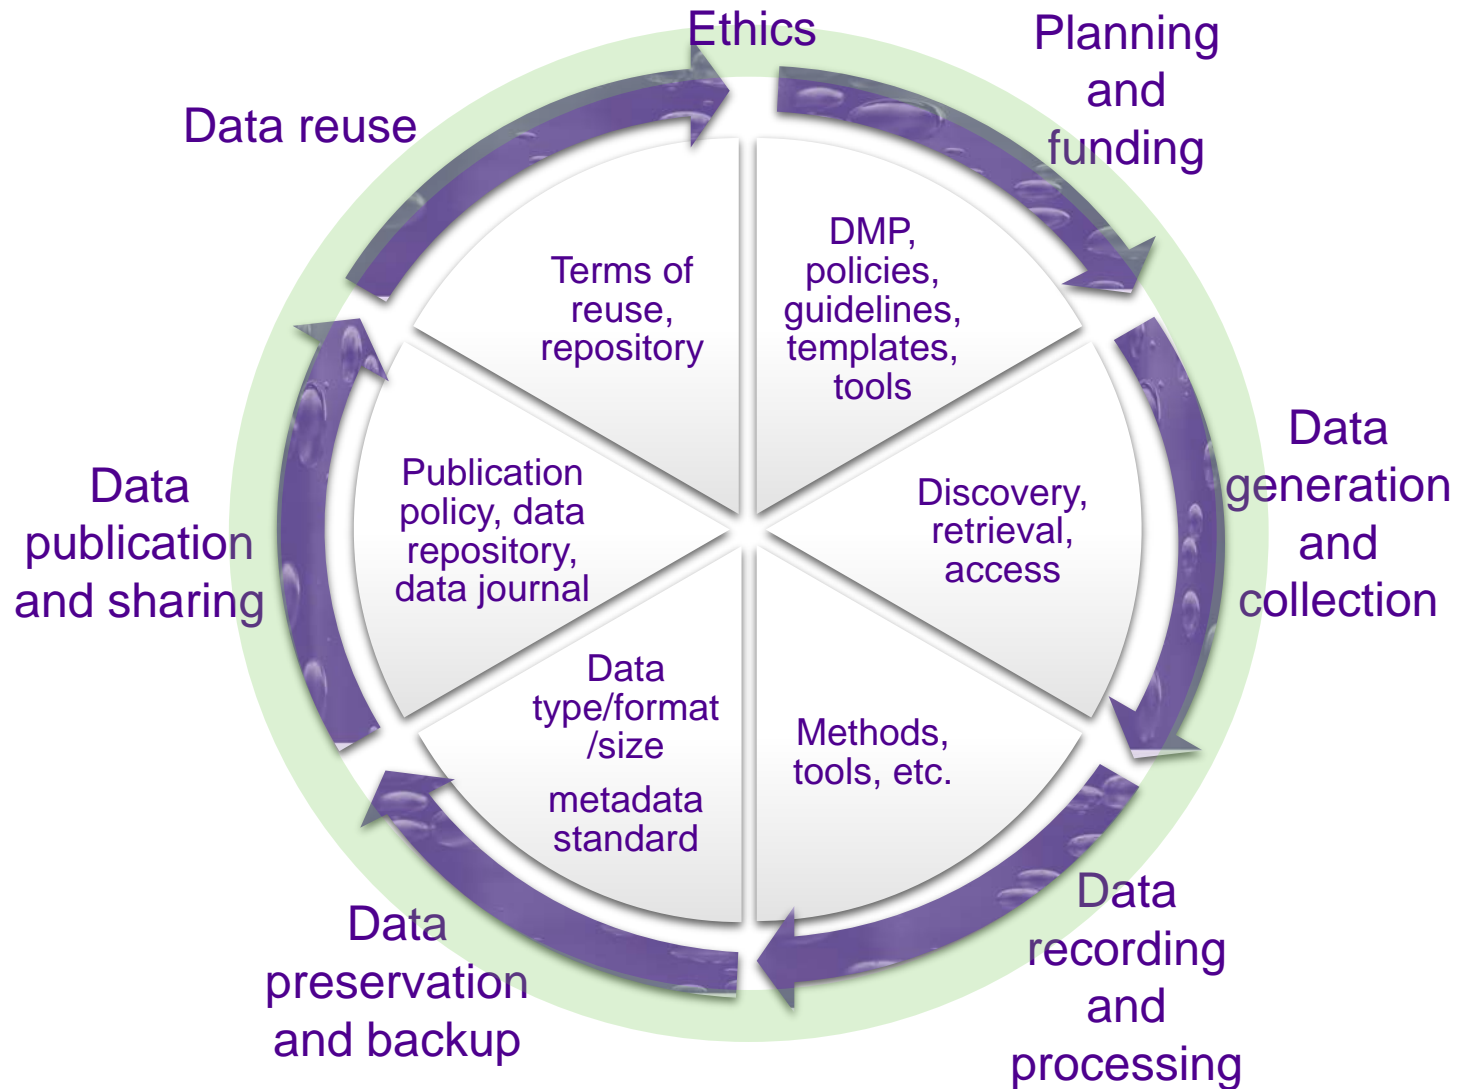 Ethics
Planning
and
funding
Data reuse
DMP,
policies,
guidelines,
templates,
tools
Terms of
reuse,
repository
Data
generation
and
collection
Discovery,
retrieval,
access
Data
publication
and sharing
Publication
policy, data
repository,
data journal
Methods,
tools, etc.
Data
type/format
/size
metadata
standard
Data
recording
and
processing
Data
preservation
and backup